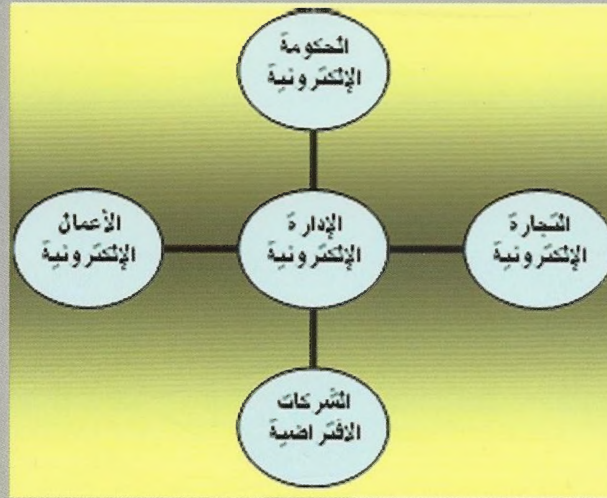 الحكومة
الإلكترونية
التجارة
الإلكترونية
الإدارة
الإلكترونية
الأعمال
الإلكترونية
الشركات
الافتراضية